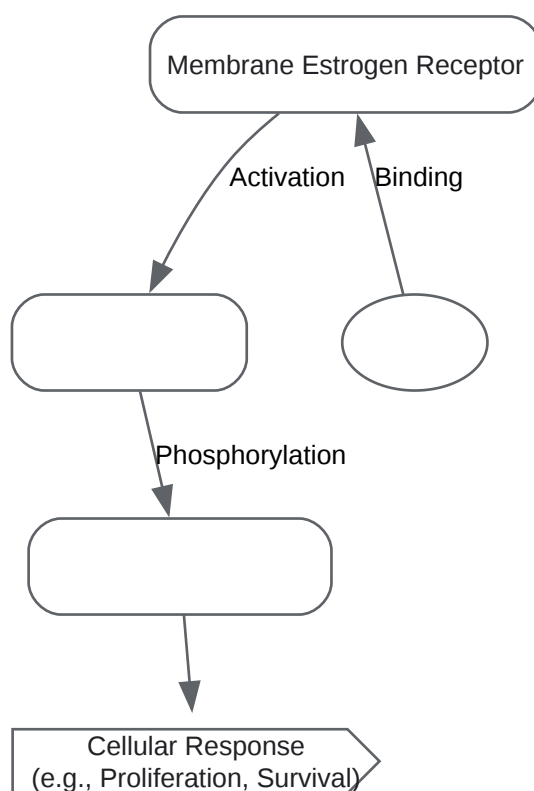 Membrane Estrogen Receptor
Activation
Binding
Phosphorylation
Cellular Response
(e.g., Proliferation, Survival)